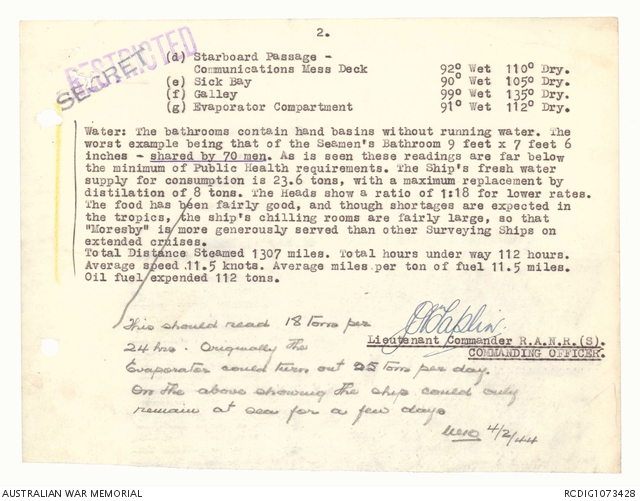 2.
RESTRICTED
SECRET
(d) Starboard Passage -
Communications Mess Deck 92° Wet 110° Dry.
(e) Sick Bay 90° Wet 105° Dry.
(f) Galley 99° Wet 135° Dry.
(g) Evaporator Compartment 91° Wet 112° Dry.
Water: The bathrooms contain hand basins without running water. The
worst example being that of the Seamen's Bathroom 9 feet x 7 feet 6
inches - shared by 70 men. As is seen these readings are far below
the minimum of Public Health requirements. The Ship's fresh water
supply for consumption is 23.6 tons, with a maximum replacement by
distilation of 8 tons. The Heads show a ratio of 1:18 for lower rates.
The food has been fairly good, and though shortages are expected in
the tropics, the ship's chilling rooms are fairly large, so that
"Moresby" is more generously served than other Surveying Ships on
extended cruises.
Total Distance Steamed 1307 miles. Total hours under way 112 hours.
Average speed 11.5 knots. Average miles per ton of fuel 11.5 miles.
Oil fuel expended 112 tons.
This should read 18 Tons per
24 hrs. Originally the
Evaporator could turn out 25 tons per day.
On the above showing the ship could only
remain at sea for a few days
4/2/44
Taplin.
Lieutenant Commander R.A.N.R.(S).
COMMANDING OFFICER.
AUSTRALIAN WAR MEMORIAL
RCDIG1073428